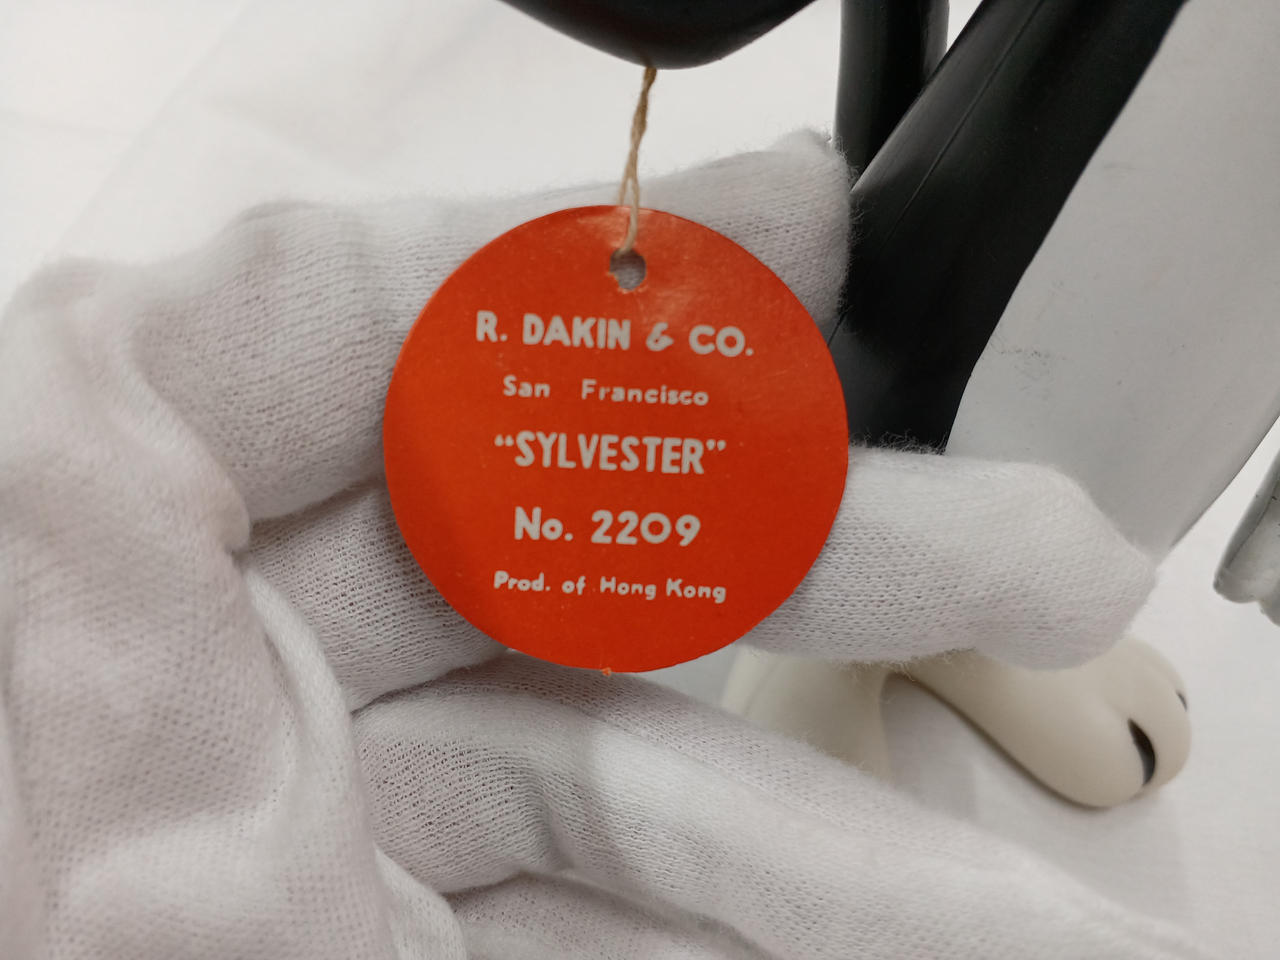 R. DAKIN & CO.
San Francisco
“SYLVESTER”
No. 2209
Prod. of Hong Kong